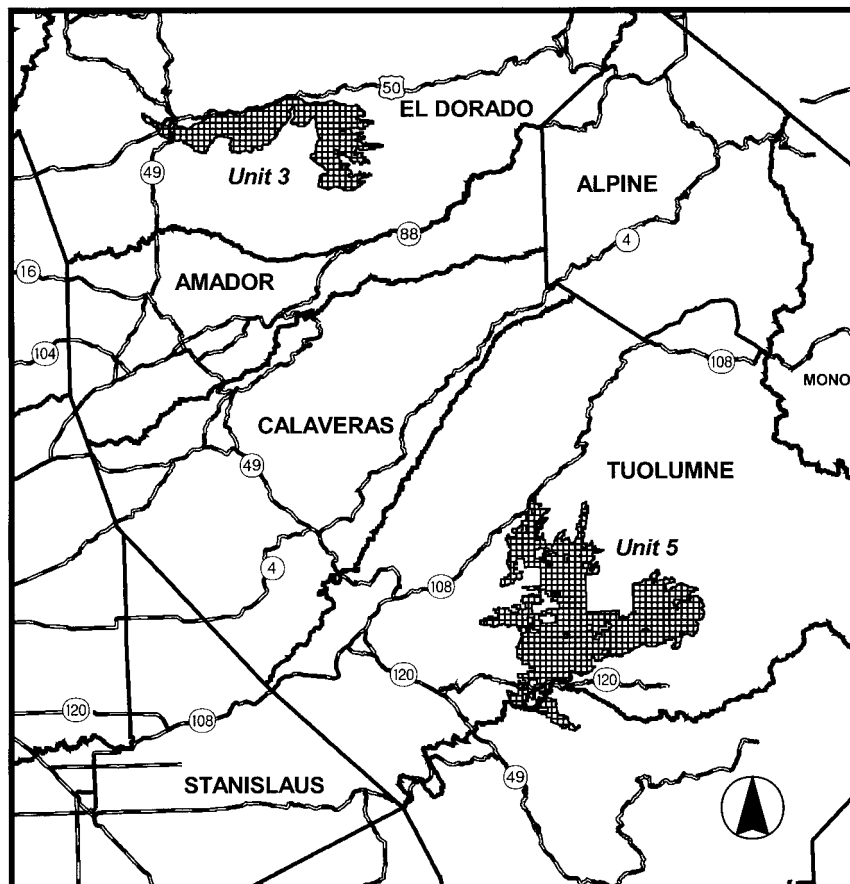 50
EL DORADO
Unit 3
49
ALPINE
88
4
16
AMADOR
104
108
MONO
CALAVERAS
49
TUOLUMNE
Unit 5
4
108
120
120
120
108
STANISLAUS
49